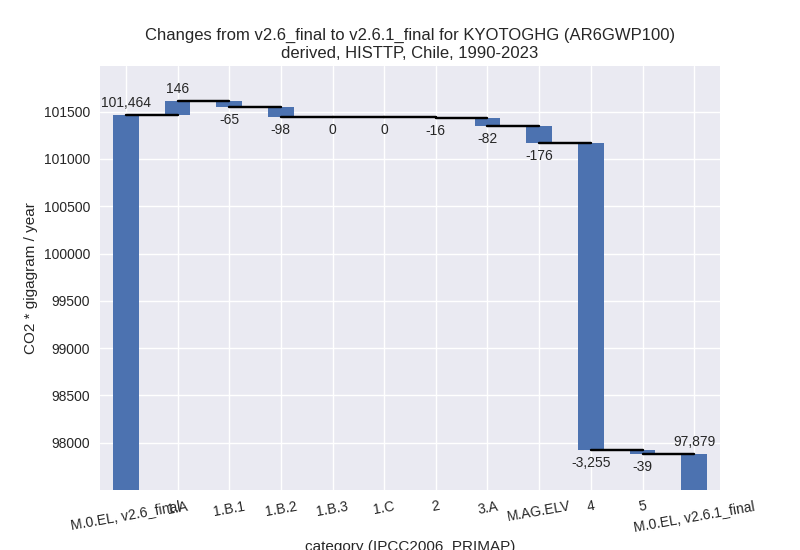 Changes from v2.6_final to v2.6.1_final for KYOTOGHG (AR6GWP100)
derived, HISTTP, Chile, 1990-2023
CO2 * gigagram / year
101500
101000
100500
100000
99500
99000
98500
98000
101,464
146
-65
-98
0
0
-16
-82
-176
-3,255
-39
97,879
M.0.EL, v2.6_final
1.A
1.B.1
1.B.2
1.B.3
1.C
2
3.A
M.AG.ELV
4
5
M.0.EL, v2.6.1_final
category (IPCC2006_PRIMAP)